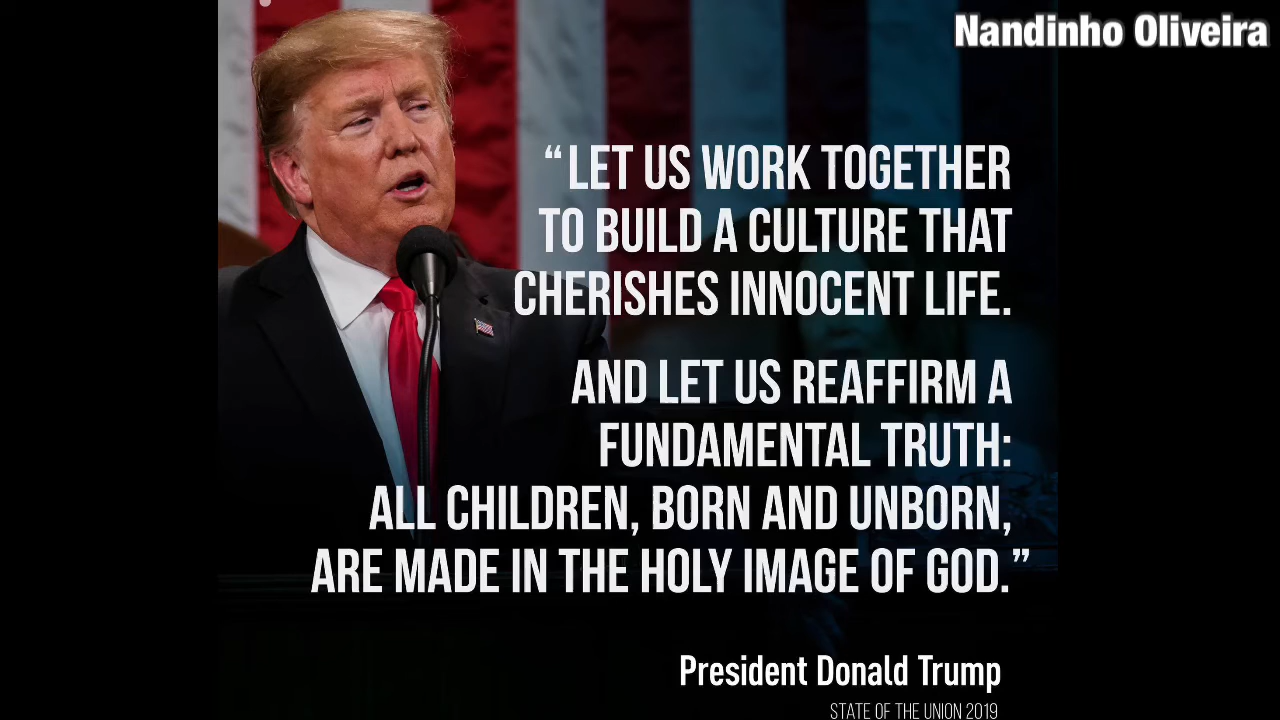 Nandinho Oliveira
“LET US WORK TOGETHER
TO BUILD A CULTURE THAT
CHERISHES INNOCENT LIFE.
AND LET US REAFFIRM A
FUNDAMENTAL TRUTH:
ALL CHILDREN, BORN AND UNBORN,
ARE MADE IN THE HOLY IMAGE OF GOD.”
President Donald Trump
STATE OF THE UNION 2019